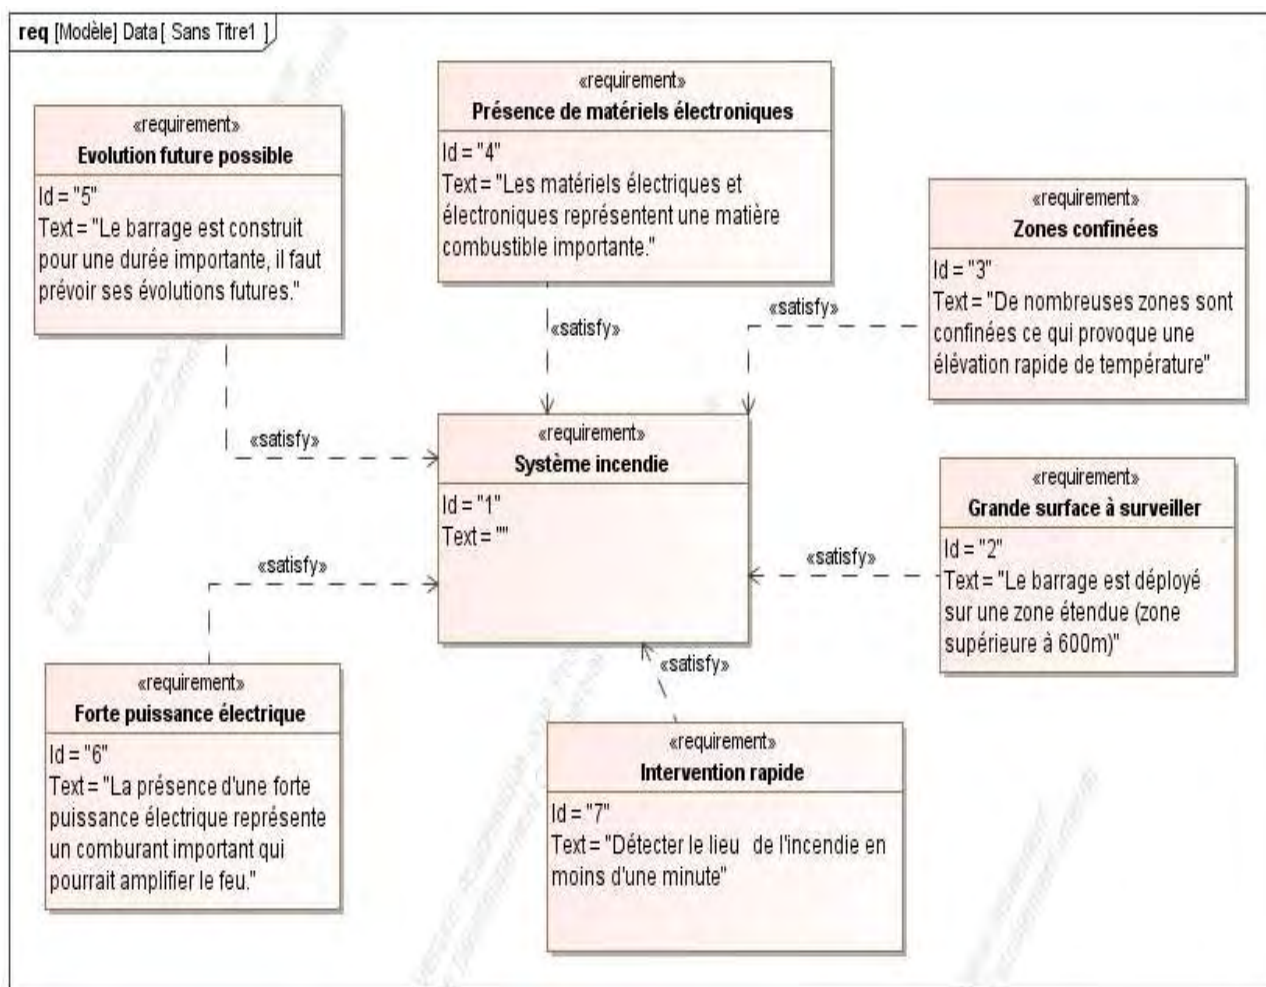 req [Modèle] Data [ Sans Titre1 ]
«requirement»
Présence de matériels électroniques
Id = "4"
Text = "Les matériels électriques et
électroniques représentent une matière
combustible importante."
«requirement»
Evolution future possible
Id = "5"
Text = "Le barrage est construit
pour une durée importante, il faut
prévoir ses évolutions futures."
«requirement»
Zones confinées
Id = "3"
Text = "De nombreuses zones sont
confinées ce qui provoque une
élévation rapide de température"
«satisfy»
«satisfy»
«satisfy»
«requirement»
Système incendie
Id = "1"
Text = ""
«requirement»
Grande surface à surveiller
Id = "2"
Text = "Le barrage est déployé
sur une zone étendue (zone
supérieure à 600m)"
«satisfy»
«satisfy»
«satisfy»
«requirement»
Forte puissance électrique
Id = "6"
Text = "La présence d'une forte
puissance électrique représente
un comburant important qui
pourrait amplifier le feu."
«requirement»
Intervention rapide
Id = "7"
Text = "Détecter le lieu de l'incendie en
moins d'une minute"